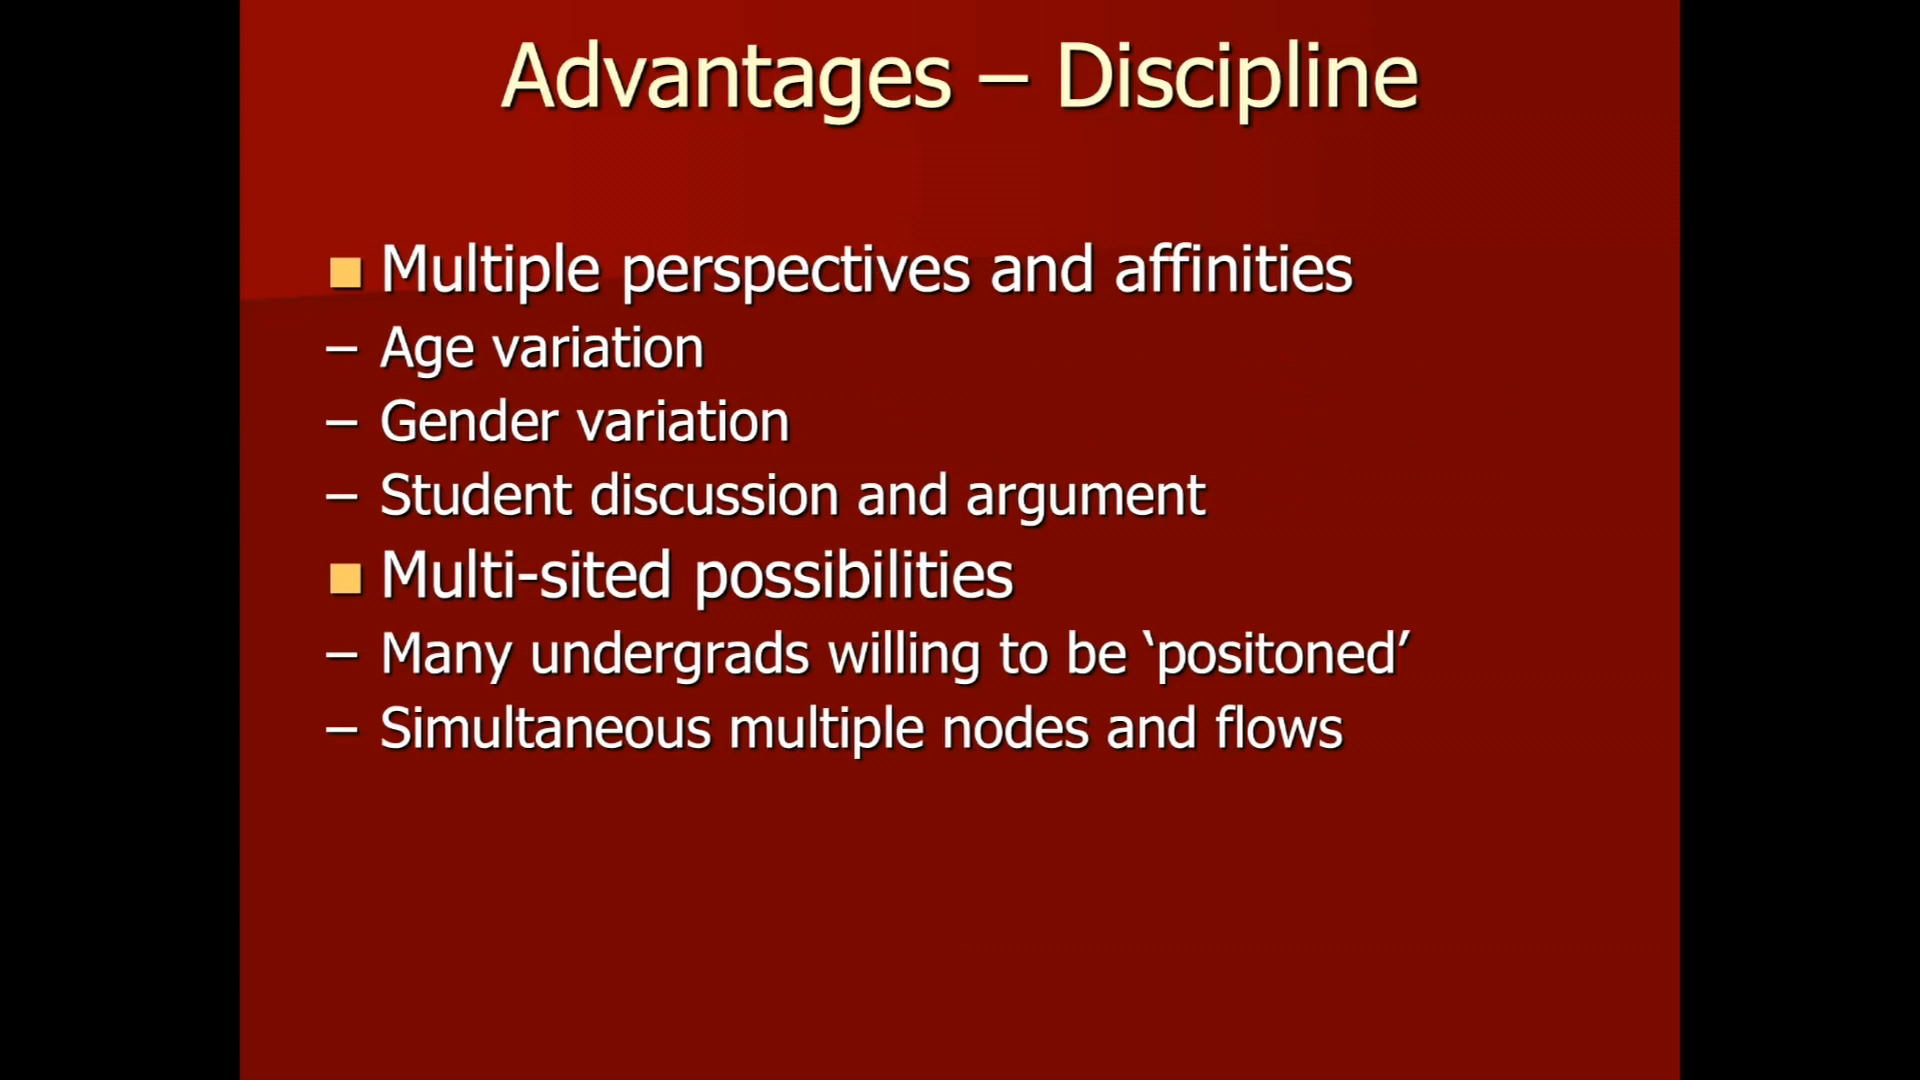 Advantages – Discipline
■ Multiple perspectives and affinities
– Age variation
– Gender variation
– Student discussion and argument
■ Multi-sited possibilities
– Many undergrads willing to be ‘positoned’
– Simultaneous multiple nodes and flows